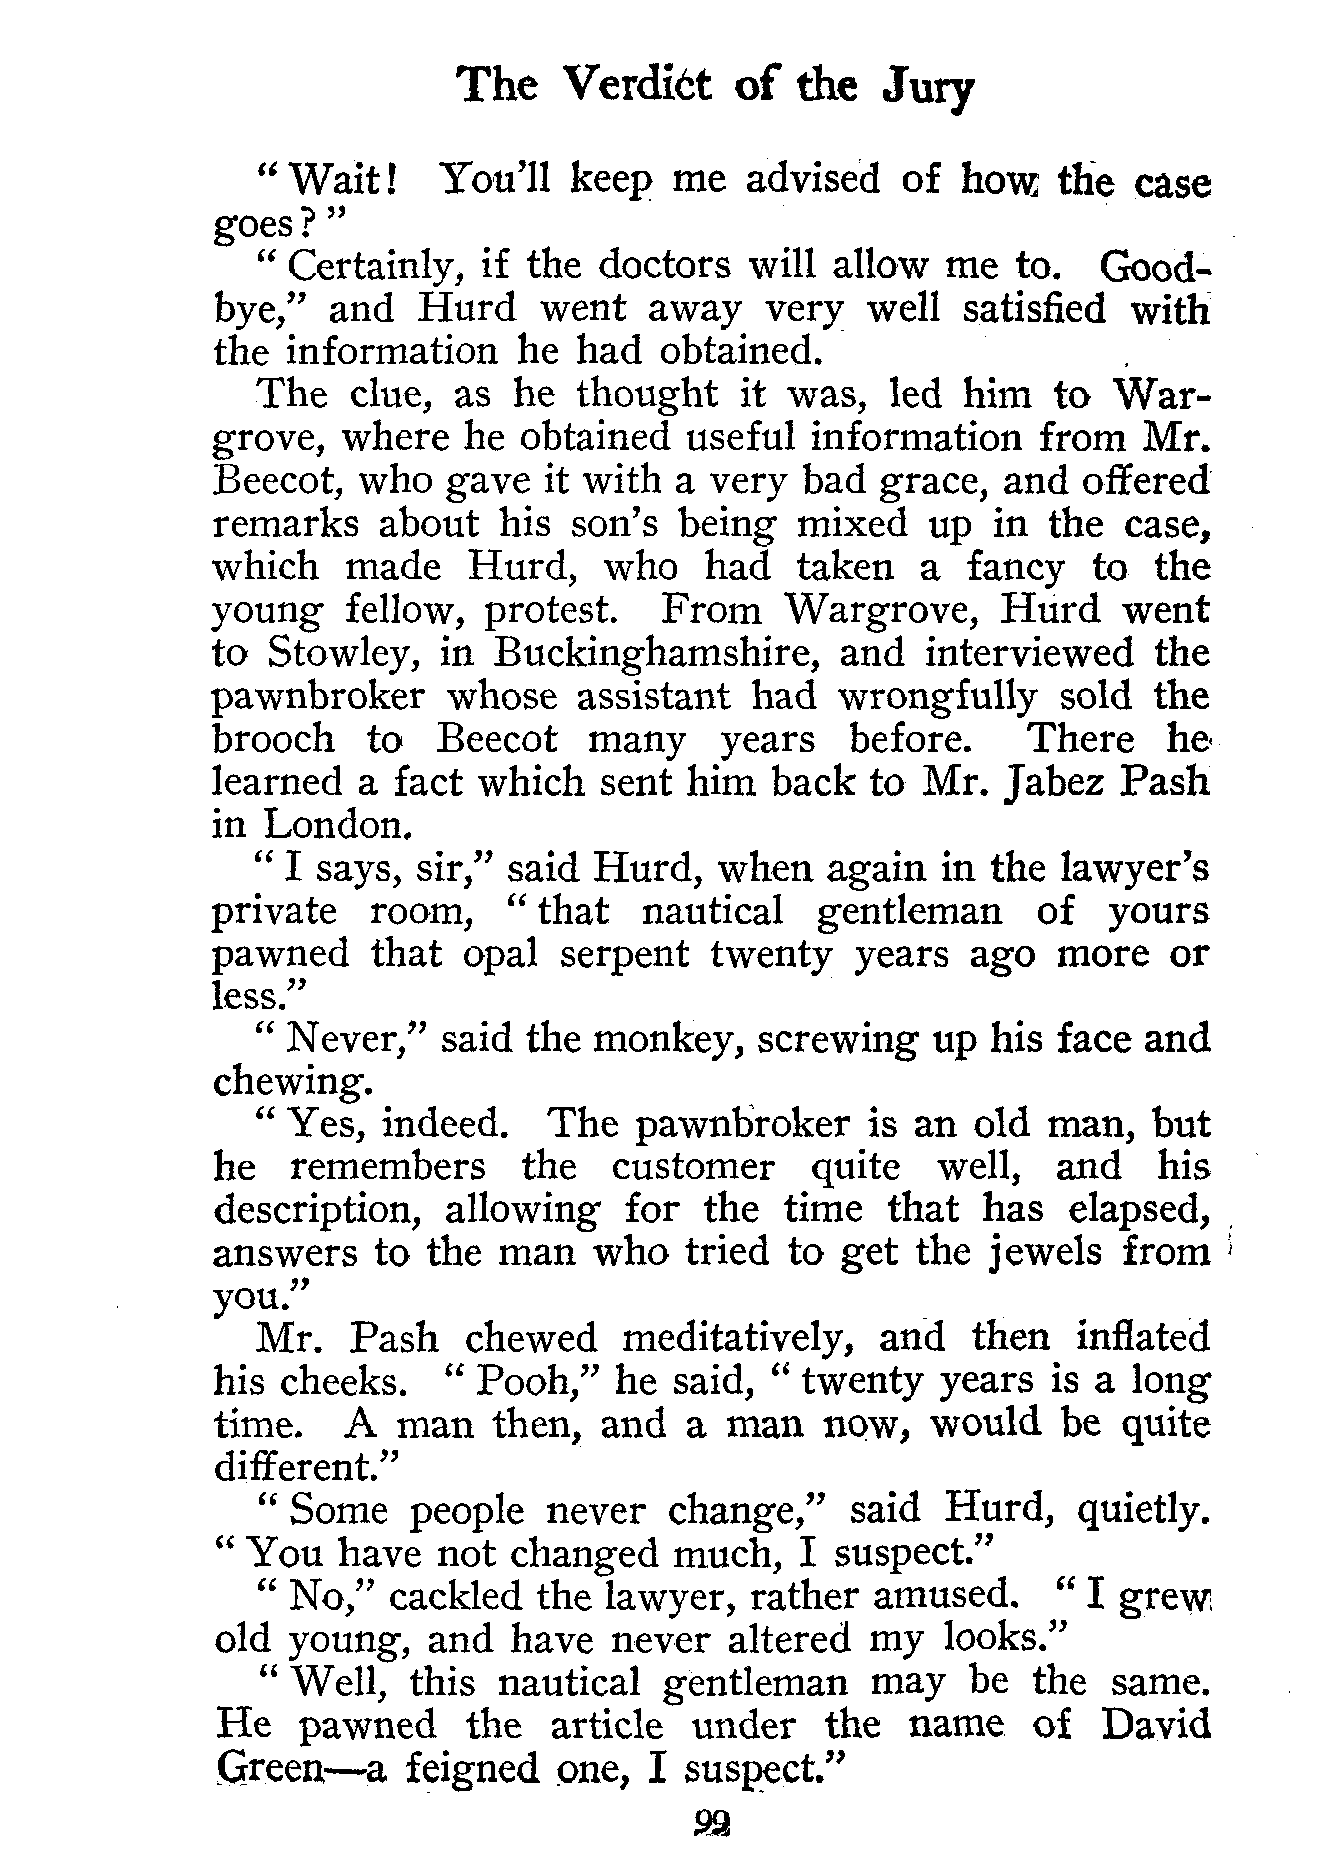 The Verdict of the Jury
“ Wait! You’ll keep me advised of how the case
goes ? ”
“ Certainly, if the doctors will allow me to. Good-
bye,” and Hurd went away very well satisfied with
the information he had obtained.
The clue, as he thought it was, led him to War-
grove, where he obtained useful information from Mr.
Beecot, who gave it with a very bad grace, and offered
remarks about his son’s being mixed up in the case,
which made Hurd, who had taken a fancy to the
young fellow, protest. From Wargrove, Hurd went
to Stowley, in Buckinghamshire, and interviewed the
pawnbroker whose assistant had wrongfully sold the
brooch to Beecot many years before. There he
learned a fact which sent him back to Mr. Jabez Pash
in London.
“ I says, sir,” said Hurd, when again in the lawyer’s
private room, “ that nautical gentleman of yours
pawned that opal serpent twenty years ago more or
less.”
“ Never,” said the monkey, screwing up his face and
chewing.
“ Yes, indeed. The pawnbroker is an old man, but
he remembers the customer quite well, and his
description, allowing for the time that has elapsed,
answers to the man who tried to get the jewels from
you.”
Mr. Pash chewed meditatively, and then inflated
his cheeks. “ Pooh,” he said, “ twenty years is a long
time. A man then, and a man now, would be quite
different.”
“ Some people never change,” said Hurd, quietly.
“ You have not changed much, I suspect.”
“ No,” cackled the lawyer, rather amused. “ I grew
old young, and have never altered my looks.”
“ Well, this nautical gentleman may be the same.
He pawned the article under the name of David
Green—a feigned one, I suspect.”
99